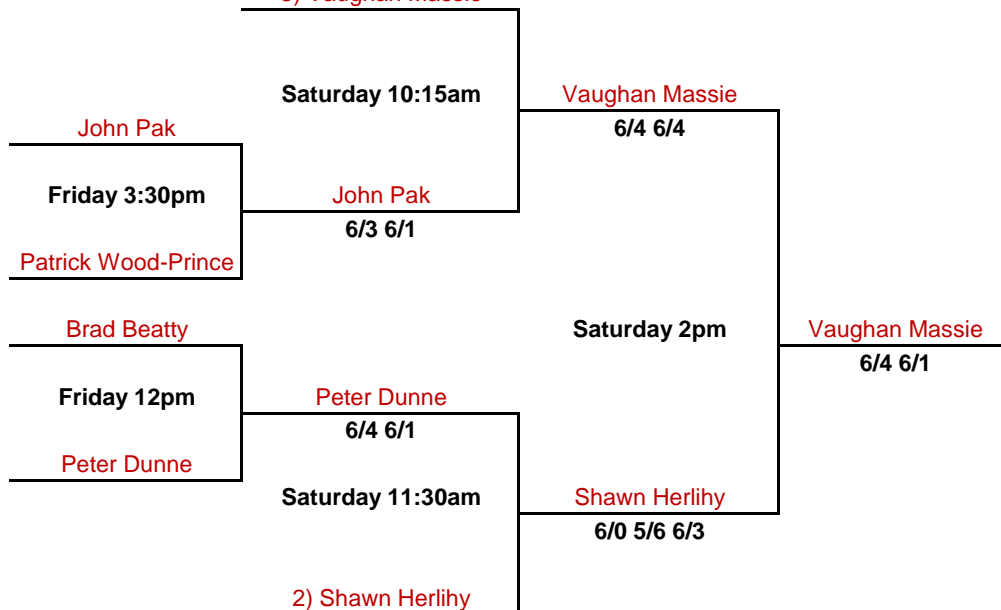 Vaughan Massie
Saturday 10:15am
Vaughan Massie
6/4 6/4
John Pak
Friday 3:30pm
John Pak
6/3 6/1
Patrick Wood-Prince
Brad Beatty
Saturday 2pm
Vaughan Massie
6/4 6/1
Friday 12pm
Peter Dunne
6/4 6/1
Peter Dunne
Saturday 11:30am
Shawn Herlihy
6/0 5/6 6/3
2) Shawn Herlihy